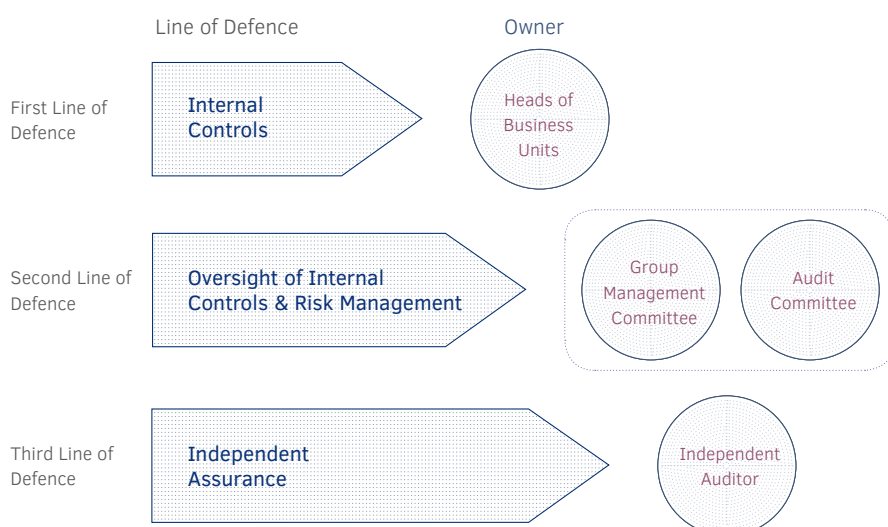 Line of Defence
Owner
First Line of
Defence
Internal
Controls
Heads of
Business
Units
Second Line of
Defence
Oversight of Internal
Controls & Risk Management
Group
Management
Committee
Audit
Committee
Third Line of
Defence
Independent
Assurance
Independent
Auditor